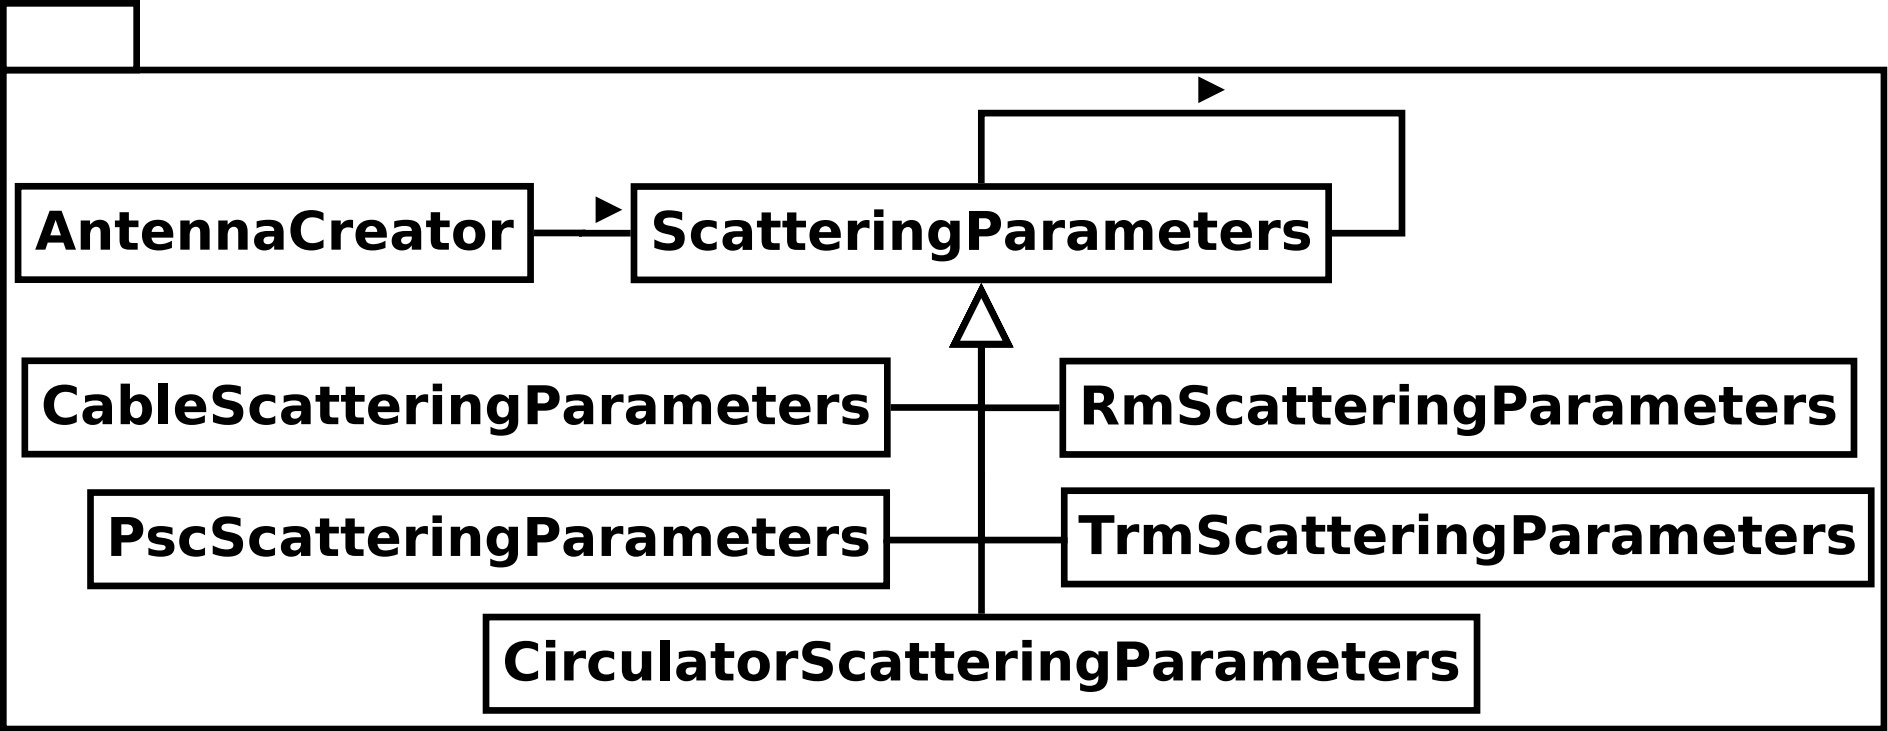 AntennaCreator
ScatteringParameters
CableScatteringParameters
RmScatteringParameters
PscScatteringParameters
TrmScatteringParameters
CirculatorScatteringParameters